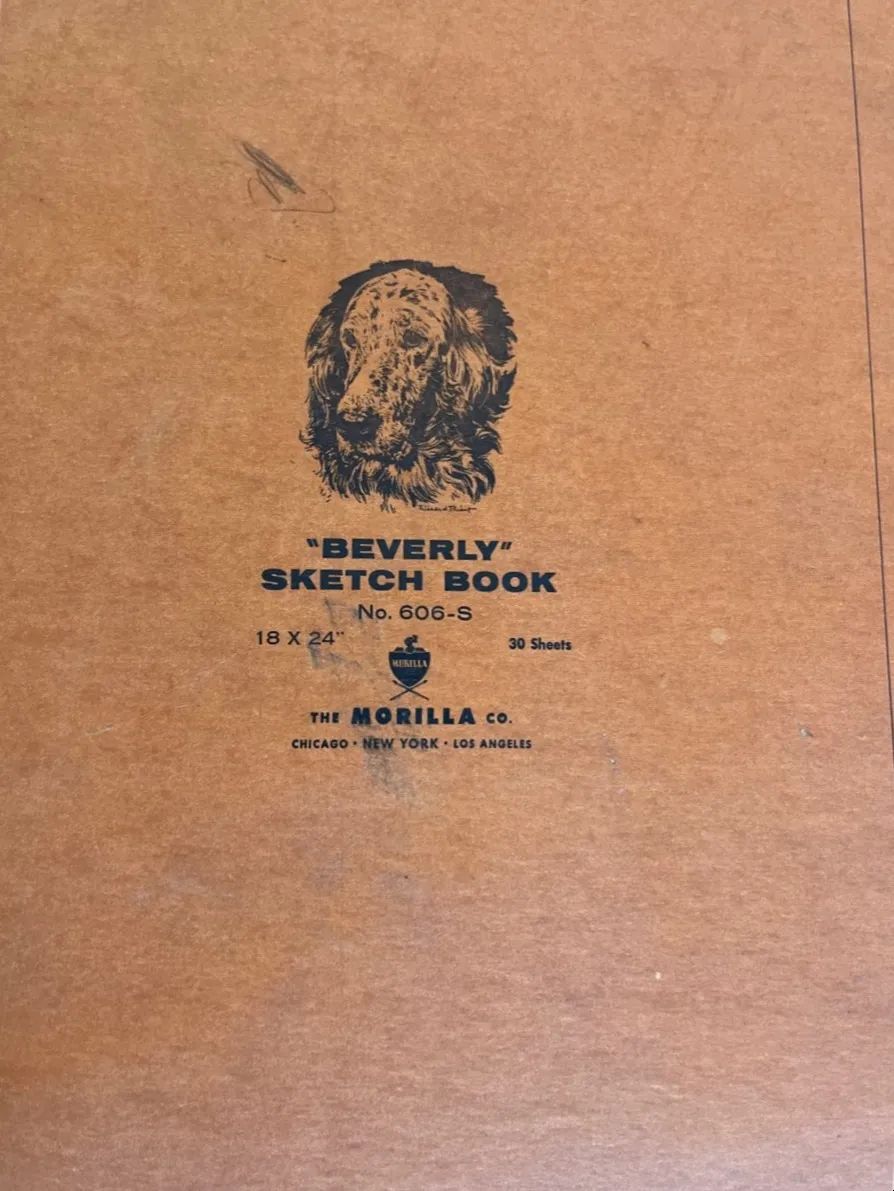 "BEVERLY"
SKETCH BOOK
No. 606-S
18 X 24" 30 Sheets
MORILLA
THE MORILLA CO.
CHICAGO · NEW YORK · LOS ANGELES